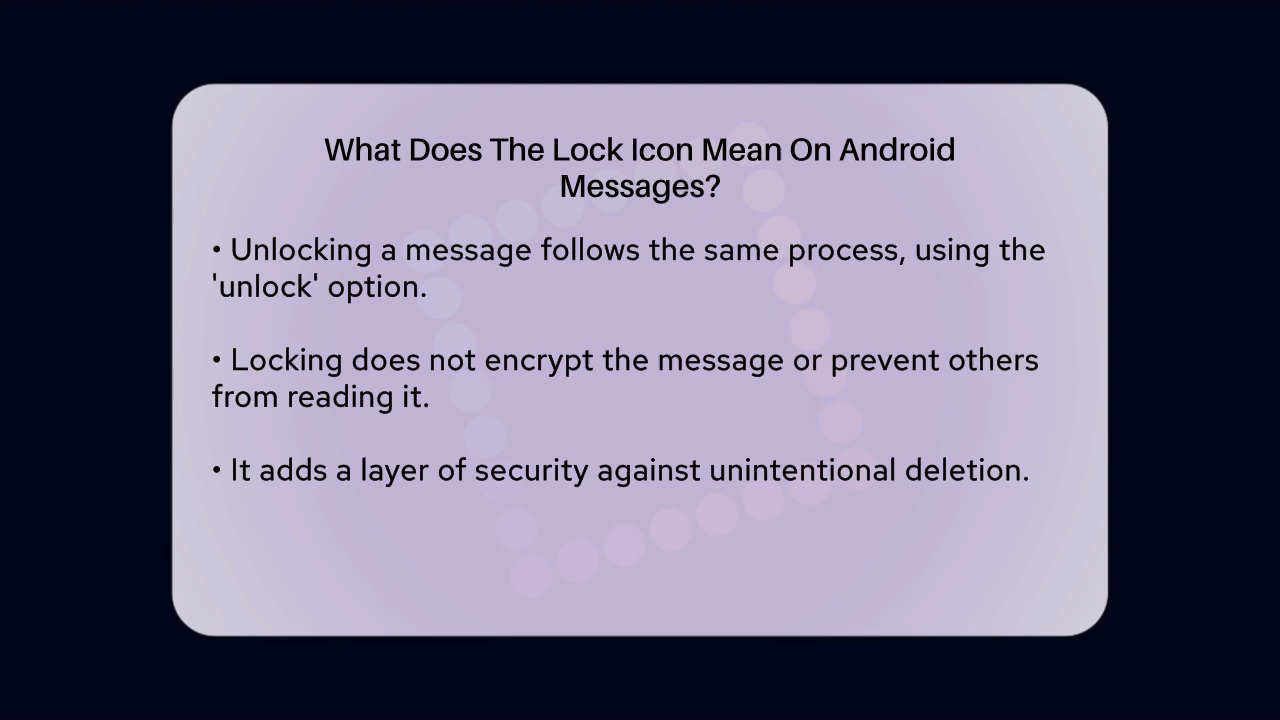 What Does The Lock Icon Mean On Android
Messages?
• Unlocking a message follows the same process, using the
'unlock' option.
• Locking does not encrypt the message or prevent others
from reading it.
• It adds a layer of security against unintentional deletion.